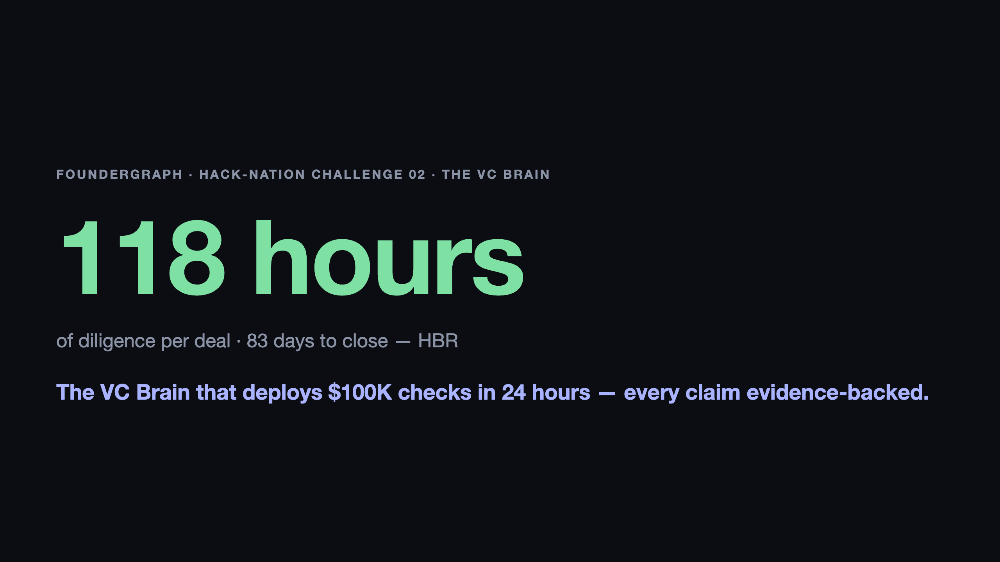 FOUNDERGRAPH · HACK-NATION CHALLENGE 02 · THE VC BRAIN
118 hours
of diligence per deal · 83 days to close — HBR
The VC Brain that deploys $100K checks in 24 hours — every claim evidence-backed.